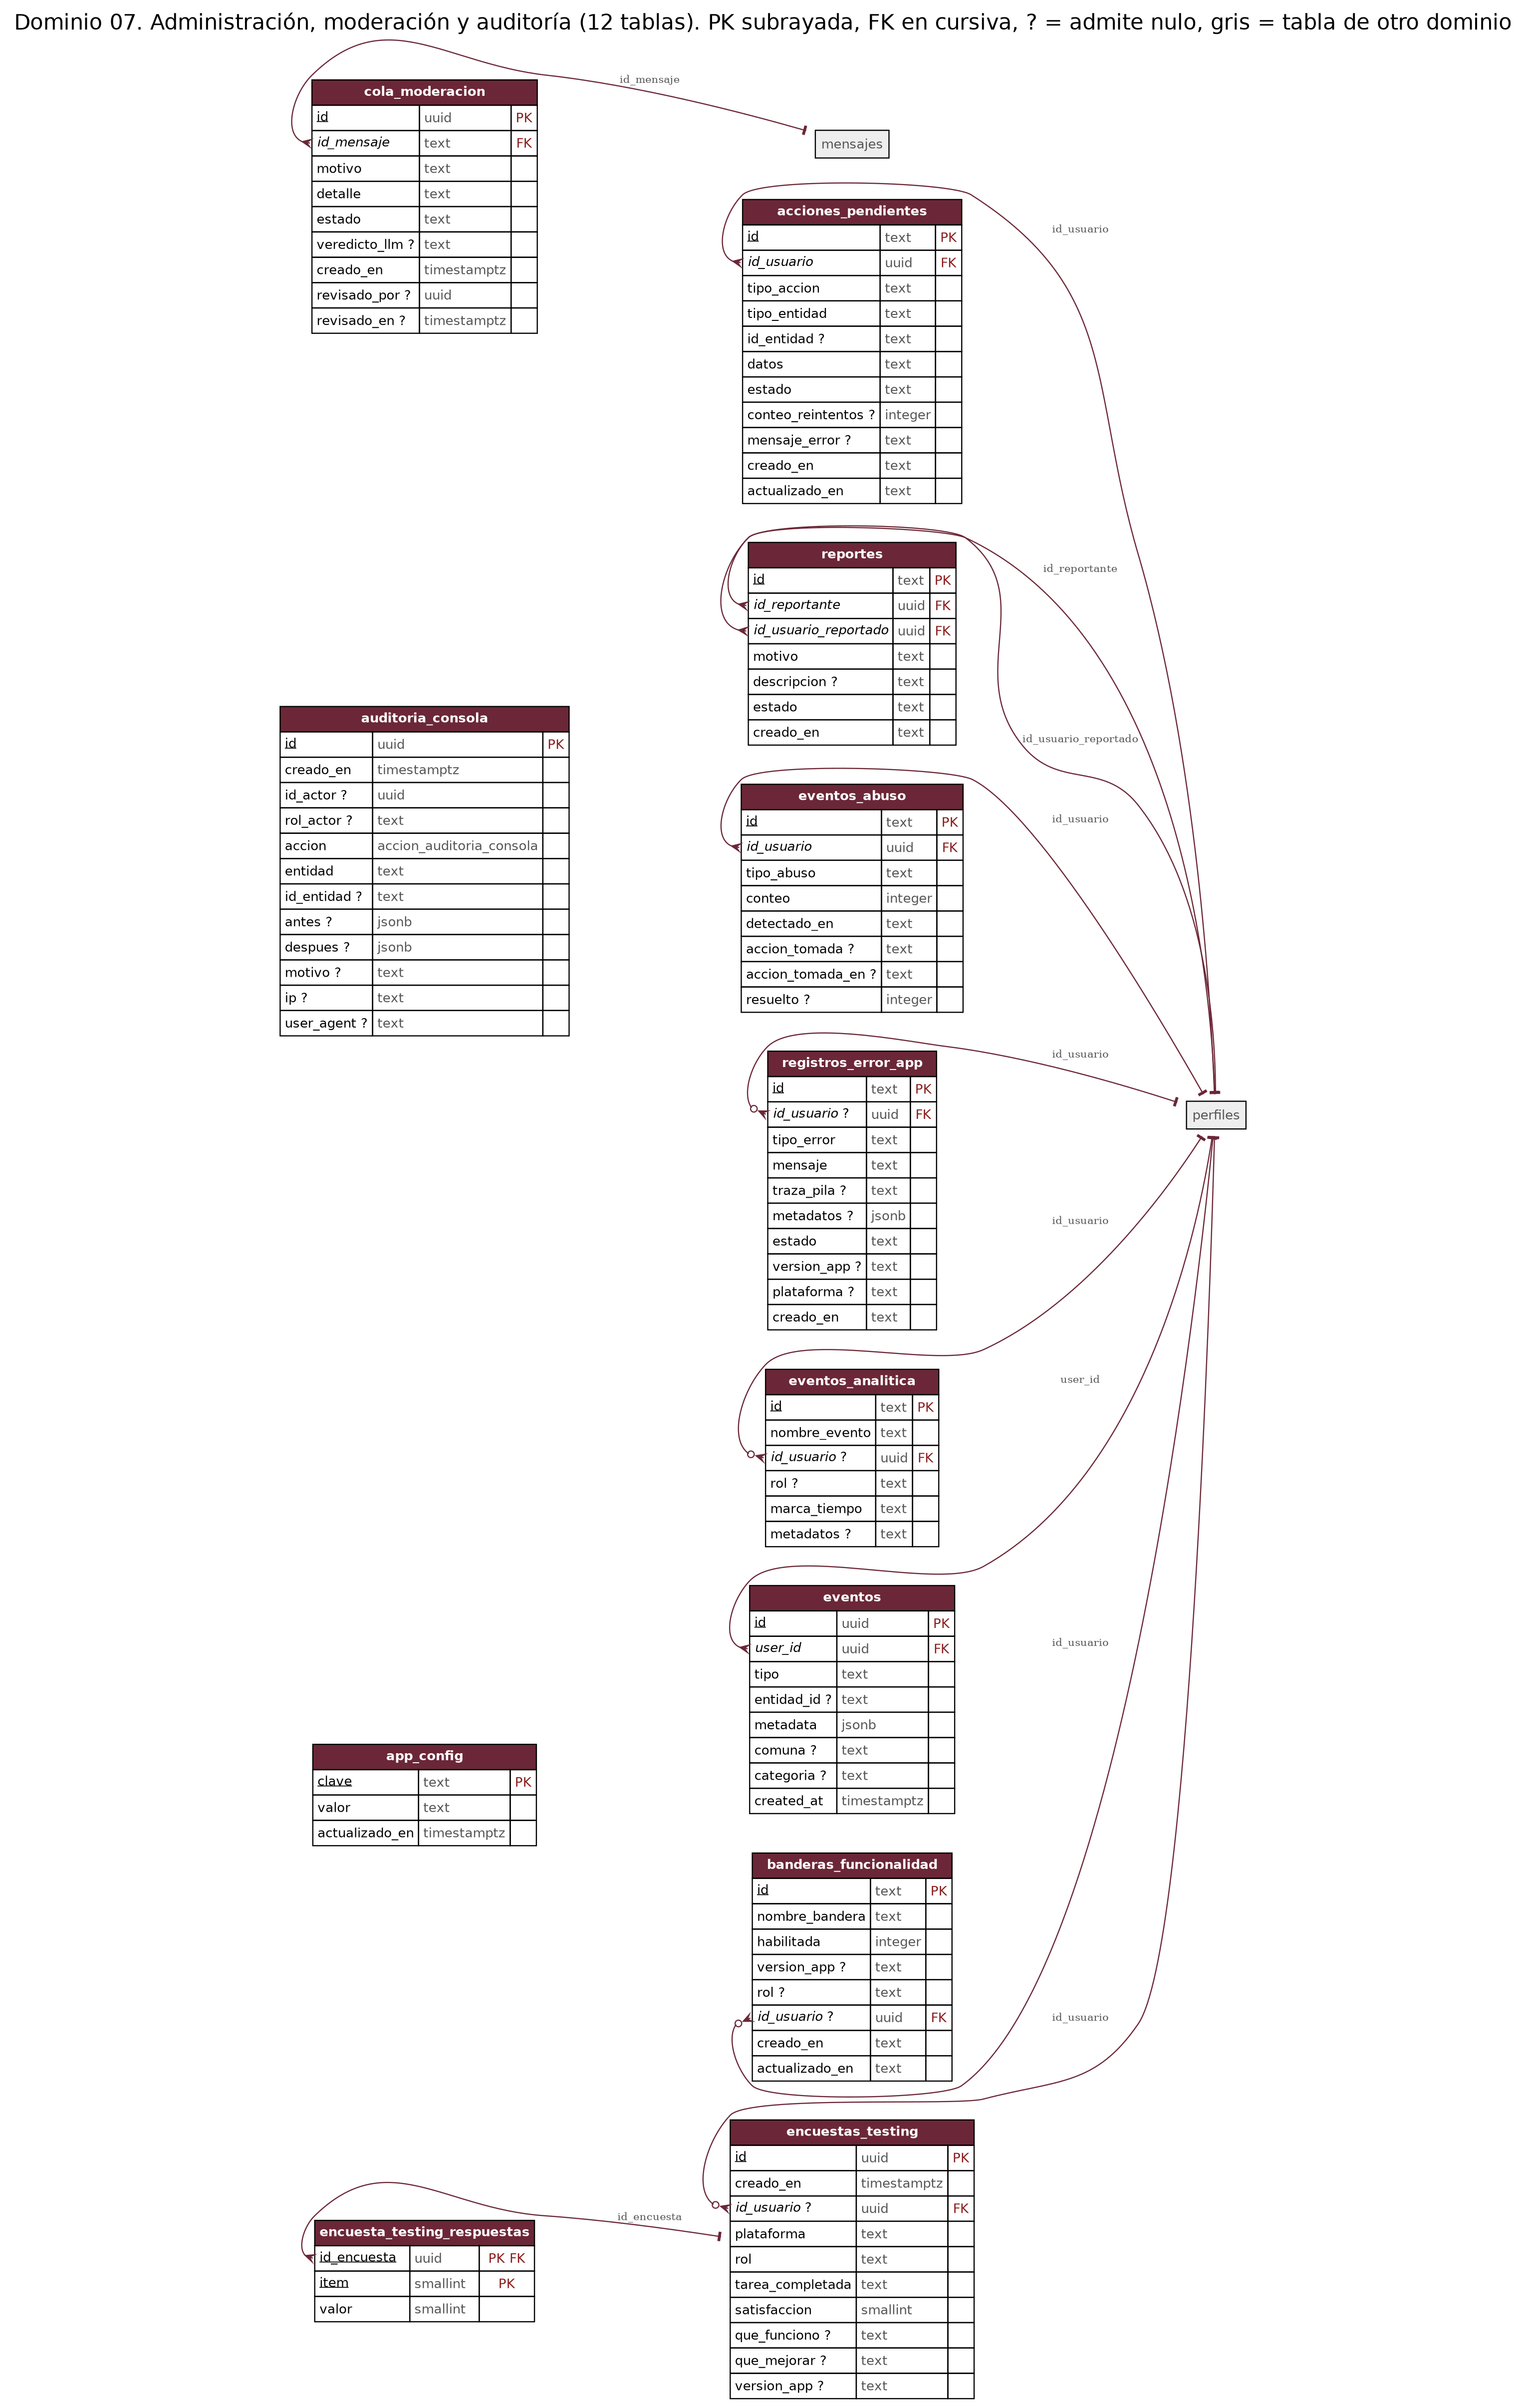 Dominio 07. Administración, moderación y auditoría (12 tablas). PK subrayada, FK en cursiva, ? = admite nulo, gris = tabla de otro dominio
cola_moderacion
id uuid PK
id_mensaje text FK
motivo text
detalle text
estado text
veredicto_llm ? text
creado_en timestamptz
revisado_por ? uuid
revisado_en ? timestamptz
id_mensaje
mensajes
acciones_pendientes
id text PK
id_usuario uuid FK
tipo_accion text
tipo_entidad text
id_entidad ? text
datos text
estado text
conteo_reintentos ? integer
mensaje_error ? text
creado_en text
actualizado_en text
id_usuario
reportes
id text PK
id_reportante uuid FK
id_usuario_reportado uuid FK
motivo text
descripcion ? text
estado text
creado_en text
id_reportante
id_usuario_reportado
auditoria_consola
id uuid PK
creado_en timestamptz
id_actor ? uuid
rol_actor ? text
accion accion_auditoria_consola
entidad text
id_entidad ? text
antes ? jsonb
despues ? jsonb
motivo ? text
ip ? text
user_agent ? text
eventos_abuso
id text PK
id_usuario uuid FK
tipo_abuso text
conteo integer
detectado_en text
accion_tomada ? text
accion_tomada_en ? text
resuelto ? integer
id_usuario
registros_error_app
id text PK
id_usuario ? uuid FK
tipo_error text
mensaje text
traza_pila ? text
metadatos ? jsonb
estado text
version_app ? text
plataforma ? text
creado_en text
id_usuario
perfiles
id_usuario
eventos_analitica
id text PK
nombre_evento text
id_usuario ? uuid FK
rol ? text
marca_tiempo text
metadatos ? text
user_id
eventos
id uuid PK
user_id uuid FK
tipo text
entidad_id ? text
metadata jsonb
comuna ? text
categoria ? text
created_at timestamptz
id_usuario
app_config
clave text PK
valor text
actualizado_en timestamptz
banderas_funcionalidad
id text PK
nombre_bandera text
habilitada integer
version_app ? text
rol ? text
id_usuario ? uuid FK
creado_en text
actualizado_en text
id_usuario
encuestas_testing
id uuid PK
creado_en timestamptz
id_usuario ? uuid FK
plataforma text
rol text
tarea_completada text
satisfaccion smallint
que_funciono ? text
que_mejorar ? text
version_app ? text
id_encuesta
encuesta_testing_respuestas
id_encuesta uuid PK FK
item smallint PK
valor smallint